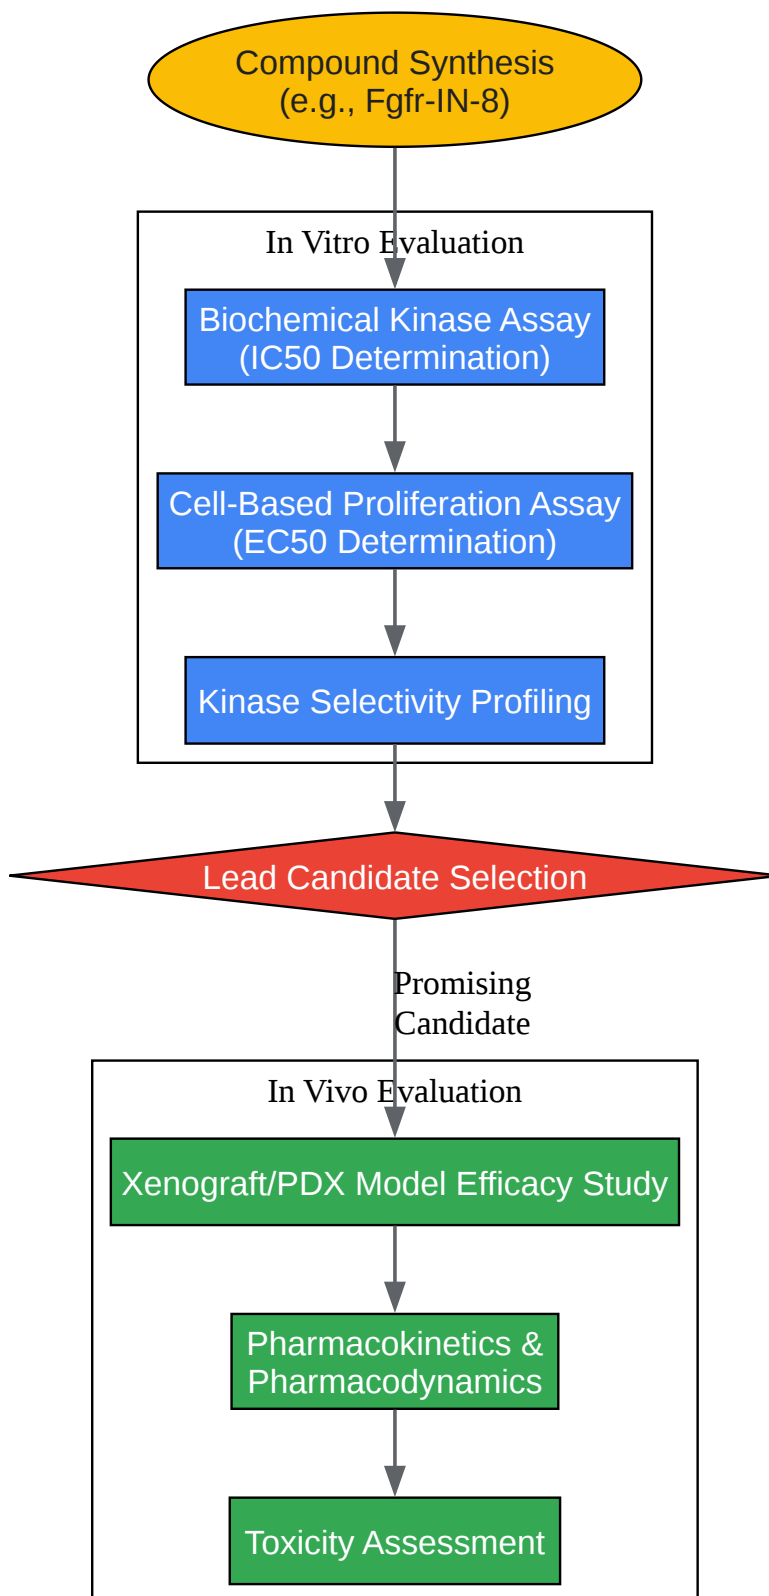 Compound Synthesis
(e.g., Fgfr-IN-8)
In Vitro Evaluation
Biochemical Kinase Assay
(IC50 Determination)
Cell-Based Proliferation Assay
(EC50 Determination)
Kinase Selectivity Profiling
Lead Candidate Selection
Promising
Candidate
In Vivo Evaluation
Xenograft/PDX Model Efficacy Study
Pharmacokinetics &
Pharmacodynamics
Toxicity Assessment